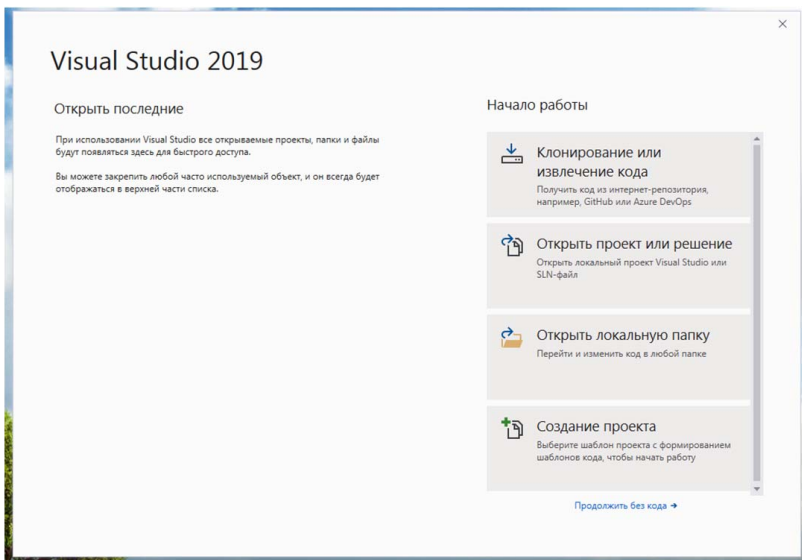 Visual Studio 2019
Открыть последние
При использовании Visual Studio все открываемые проекты, папки и файлы
будут появляться здесь для быстрого доступа.
Вы можете закрепить любой часто используемый объект, и он всегда будет
отображаться в верхней части списка.
Начало работы
Клонирование или
извлечение кода
Получить код из интернет-репозитория,
например, GitHub или Azure DevOps
Открыть проект или решение
Открыть локальный проект Visual Studio или
SLN-файл
Открыть локальную папку
Перейти и изменить код в любой папке
Создание проекта
Выберите шаблон проекта с формированием
шаблонов кода, чтобы начать работу
Продолжить без кода →